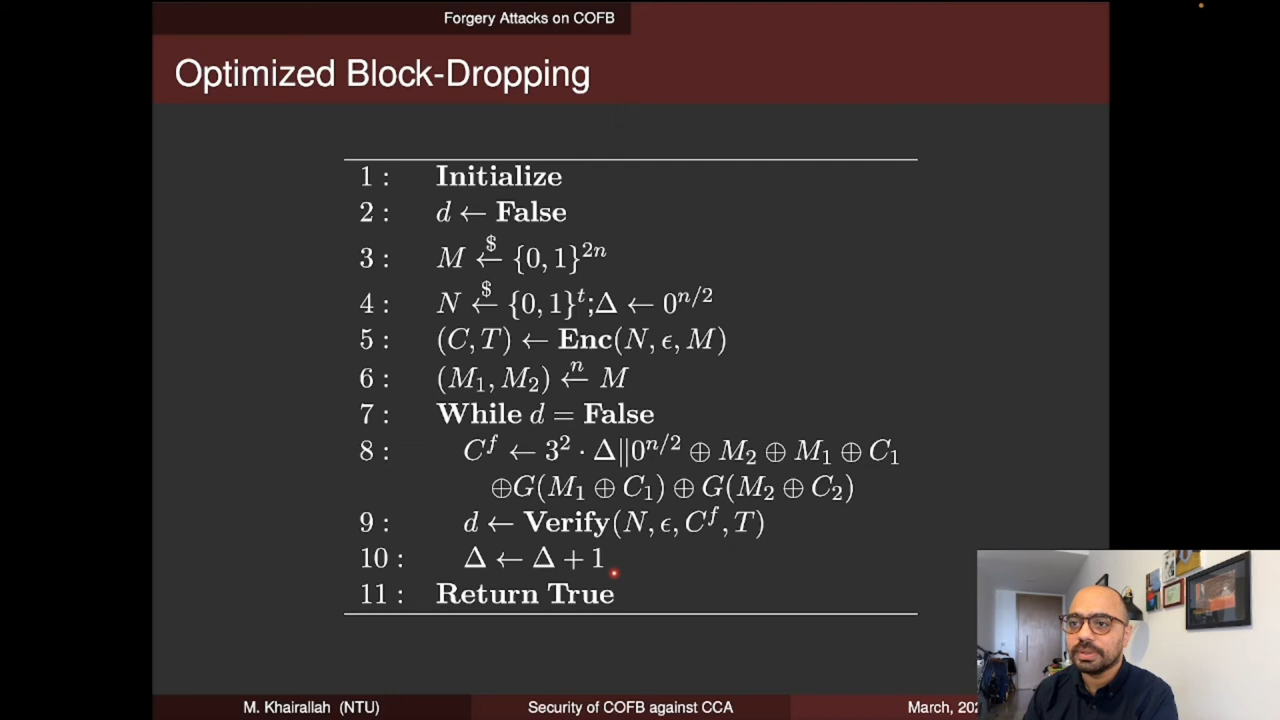 Forgery Attacks on COFB
Optimized Block-Dropping
1 : Initialize
2 : d ← False
3 : M ←$ {0, 1}^{2n}
4 : N ←$ {0, 1}^t;Δ ← 0^{n/2}
5 : (C, T) ← Enc(N, ϵ, M)
6 : (M_1, M_2) ←n M
7 : While d = False
8 : C^f ← 3^2 · Δ∥0^{n/2} ⊕ M_2 ⊕ M_1 ⊕ C_1
⊕G(M_1 ⊕ C_1) ⊕ G(M_2 ⊕ C_2)
9 : d ← Verify(N, ϵ, C^f, T)
10 : Δ ← Δ + 1
11 : Return True
M. Khairallah (NTU) Security of COFB against CCA March,